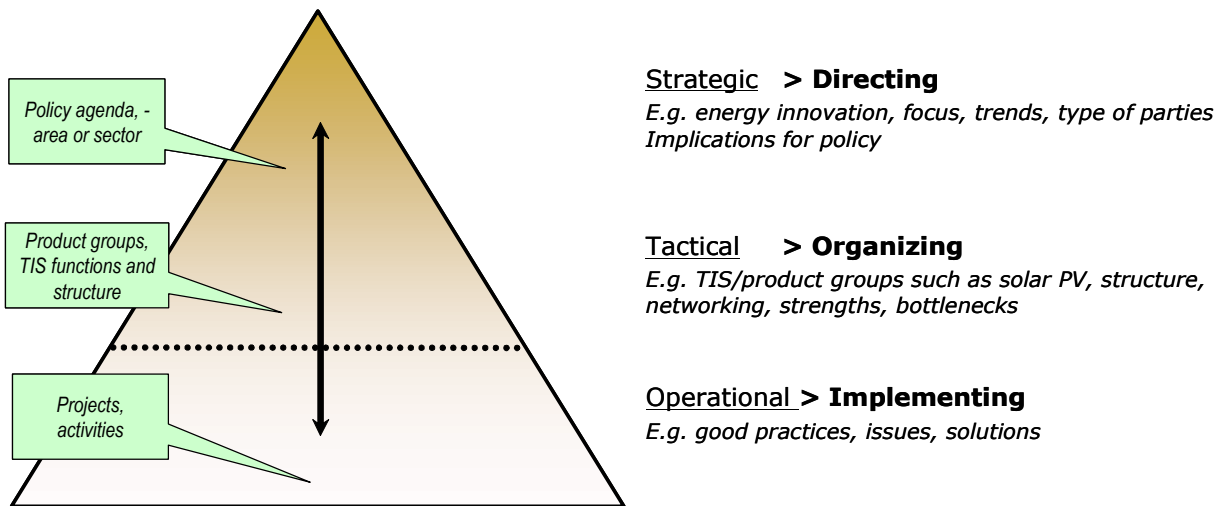 Policy agenda, -
area or sector
Strategic > Directing
E.g. energy innovation, focus, trends, type of parties
Implications for policy
Product groups,
TIS functions and
structure
Tactical > Organizing
E.g. TIS/product groups such as solar PV, structure,
networking, strengths, bottlenecks
Projects,
activities
Operational > Implementing
E.g. good practices, issues, solutions